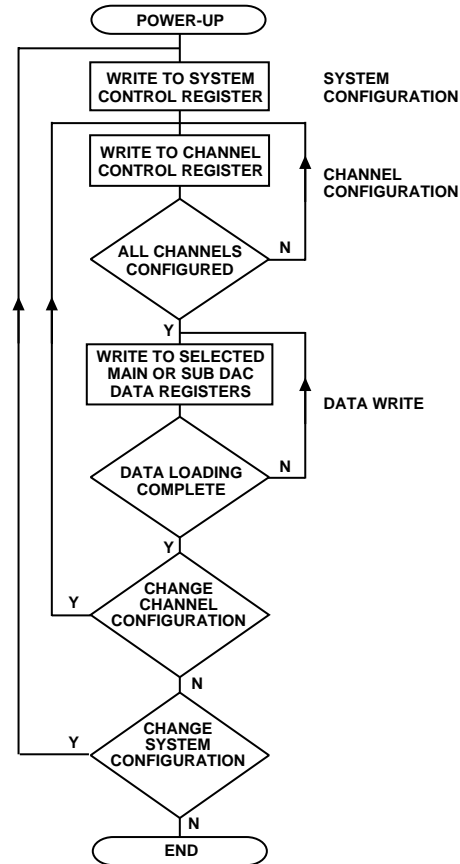 POWER-UP
WRITE TO SYSTEM
CONTROL REGISTER
SYSTEM
CONFIGURATION
WRITE TO CHANNEL
CONTROL REGISTER
CHANNEL
CONFIGURATION
ALL CHANNELS
CONFIGURED
N
Y
WRITE TO SELECTED
MAIN OR SUB DAC
DATA REGISTERS
DATA WRITE
DATA LOADING
COMPLETE
N
Y
CHANGE
CHANNEL
CONFIGURATION
Y
N
CHANGE
SYSTEM
CONFIGURATION
Y
N
END